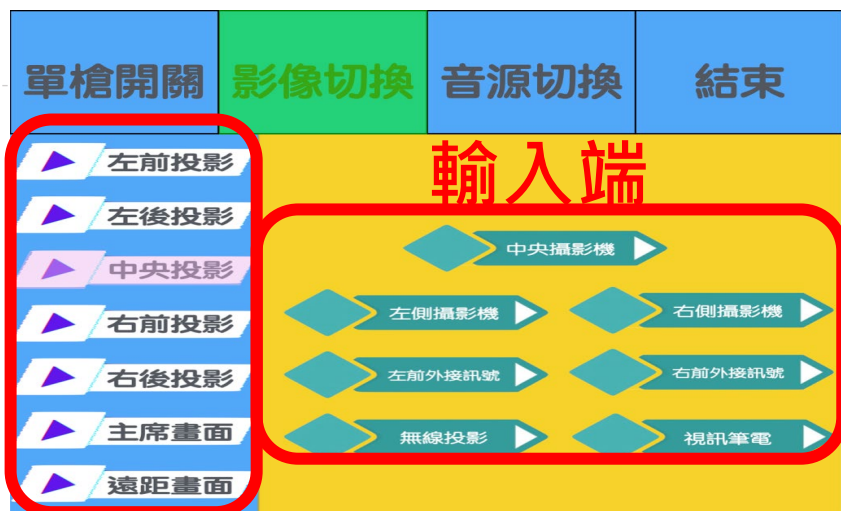 單槍開關 影像切換 音源切換 結束
輸入端
左前投影
左後投影
中央投影
右前投影
右後投影
主席畫面
遠距畫面
中央攝影機
左側攝影機 右側攝影機
左前外接訊號 右前外接訊號
無線投影 視訊筆電